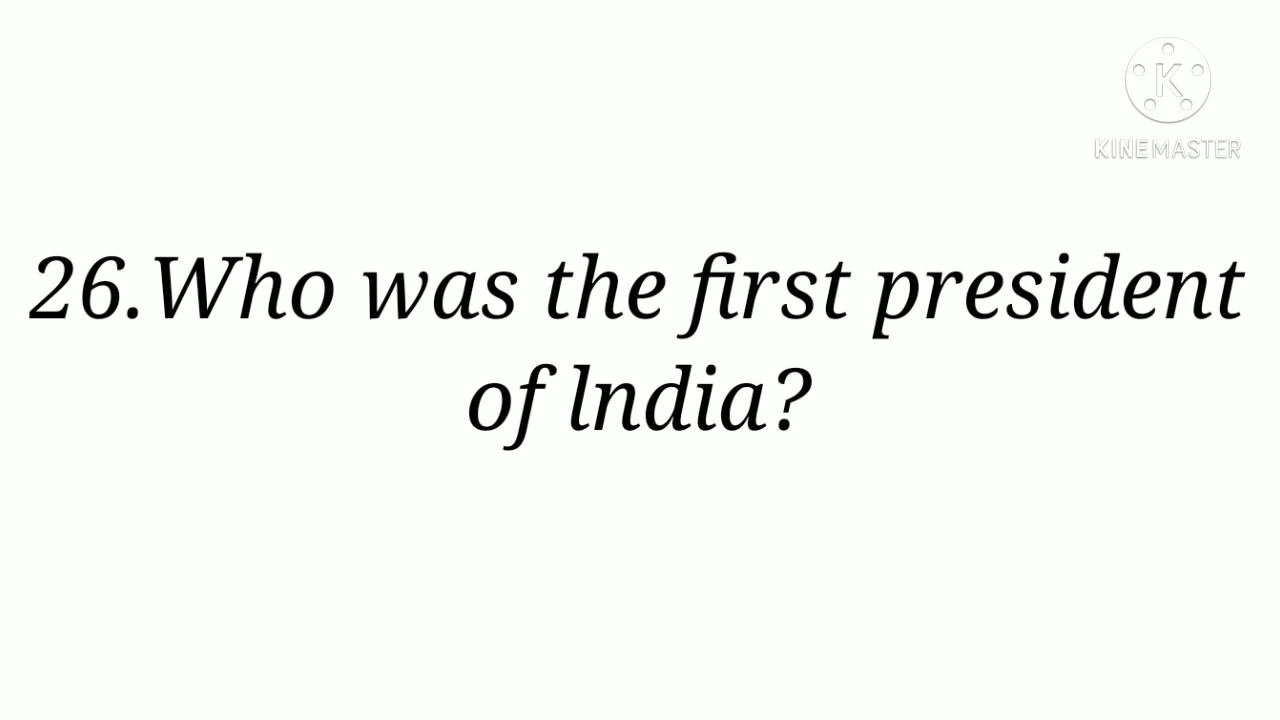 KINEMASTER
26.Who was the first president
of lndia?